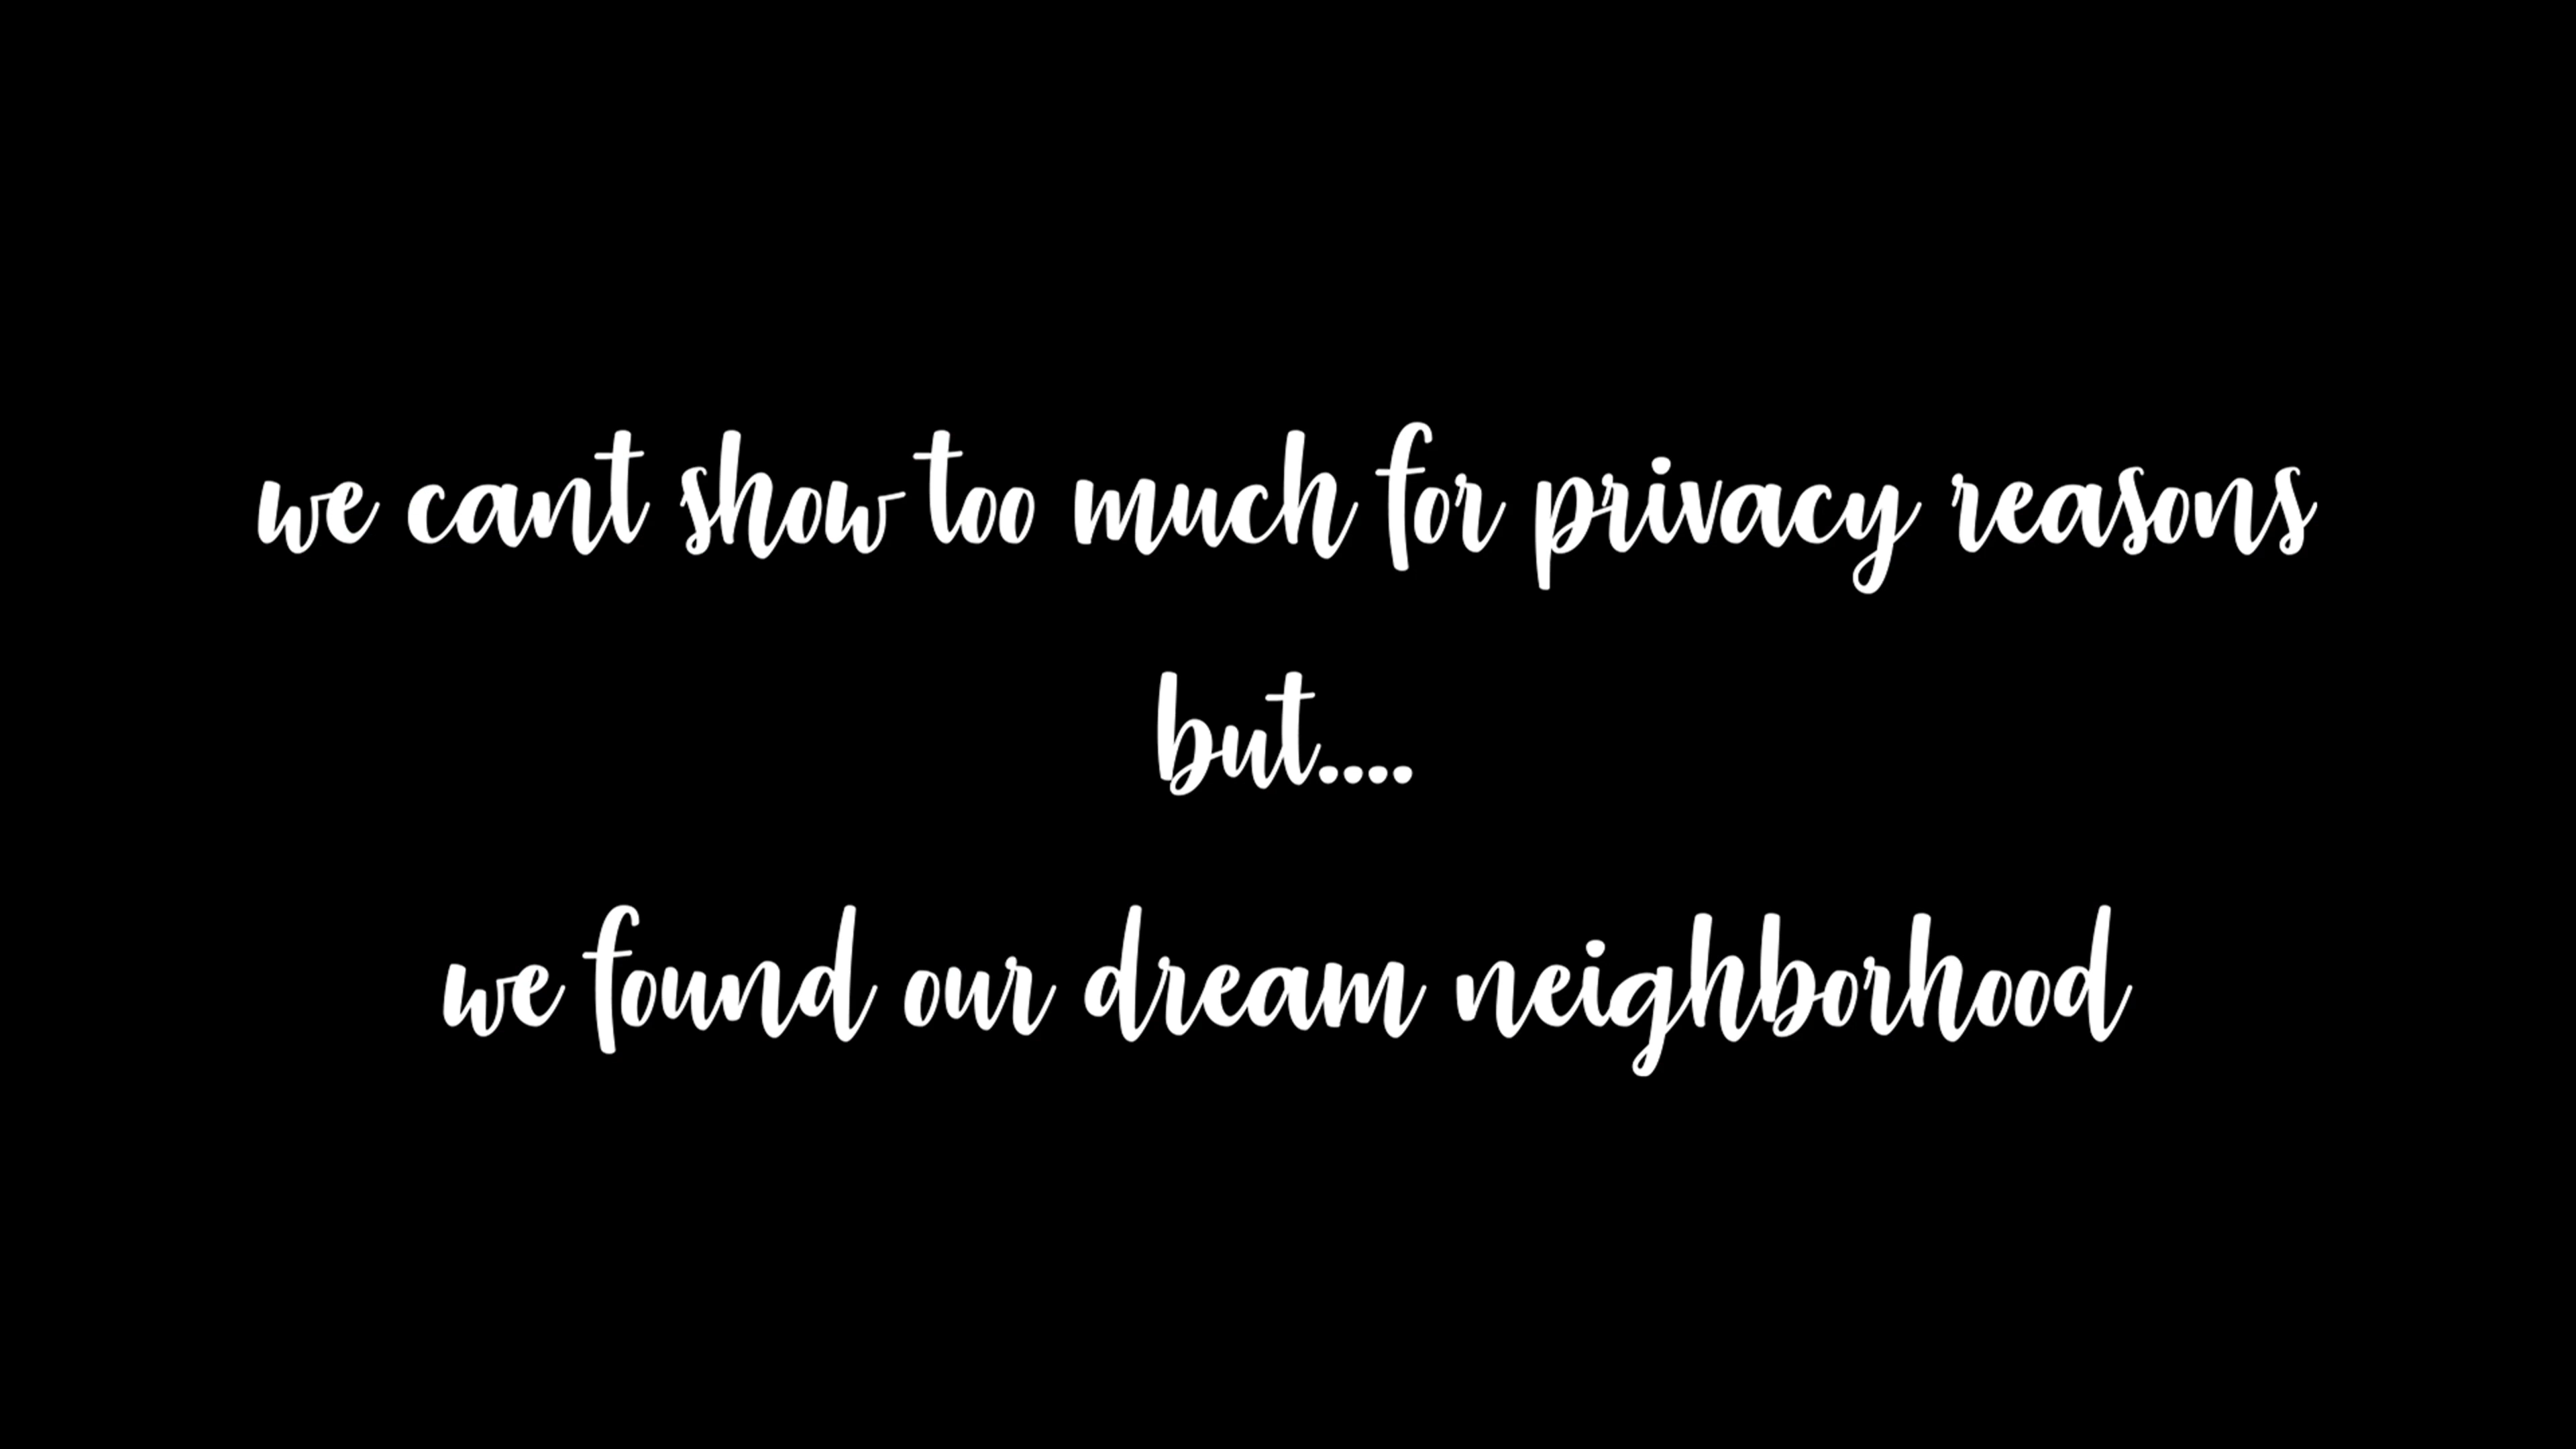 we cant show too much for privacy reasons
but....
we found our dream neighborhood